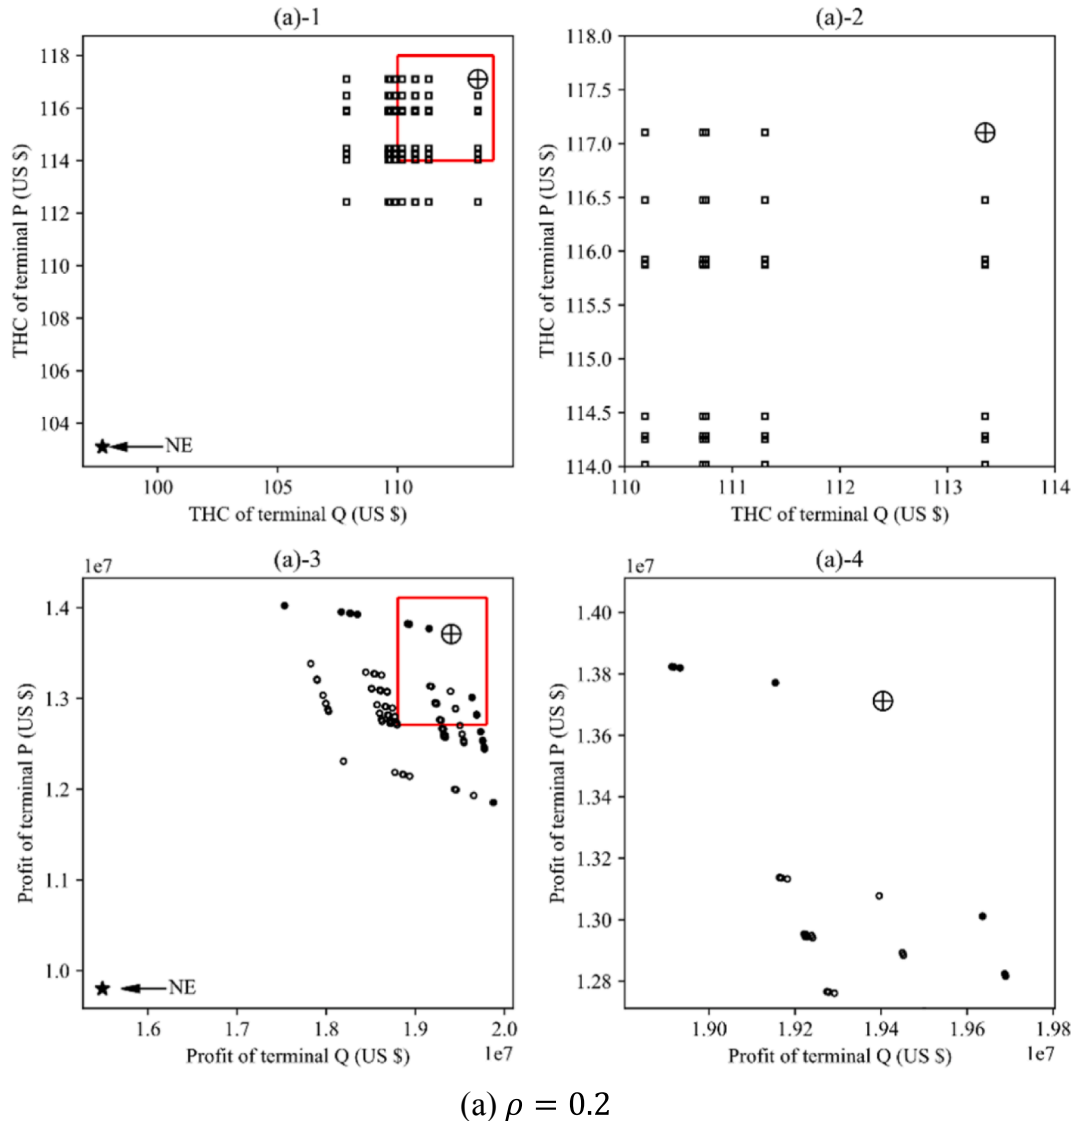 (a)-1
118
116
114
112
110
108
106
104
THC of terminal P (US $)
NE
100
105
110
THC of terminal Q (US $)
(a)-2
118.0
117.5
117.0
116.5
116.0
115.5
115.0
114.5
114.0
THC of terminal P (US $)
110
111
112
113
114
THC of terminal Q (US $)
(a)-3
1e7
1.4
1.3
1.2
1.1
1.0
Profit of terminal P (US $)
NE
1.6
1.7
1.8
1.9
2.0
Profit of terminal Q (US $)
1e7
(a)-4
1e7
1.40
1.38
1.36
1.34
1.32
1.30
1.28
Profit of terminal P (US $)
1.90
1.92
1.94
1.96
1.98
Profit of terminal Q (US $)
1e7
(a) ρ = 0.2